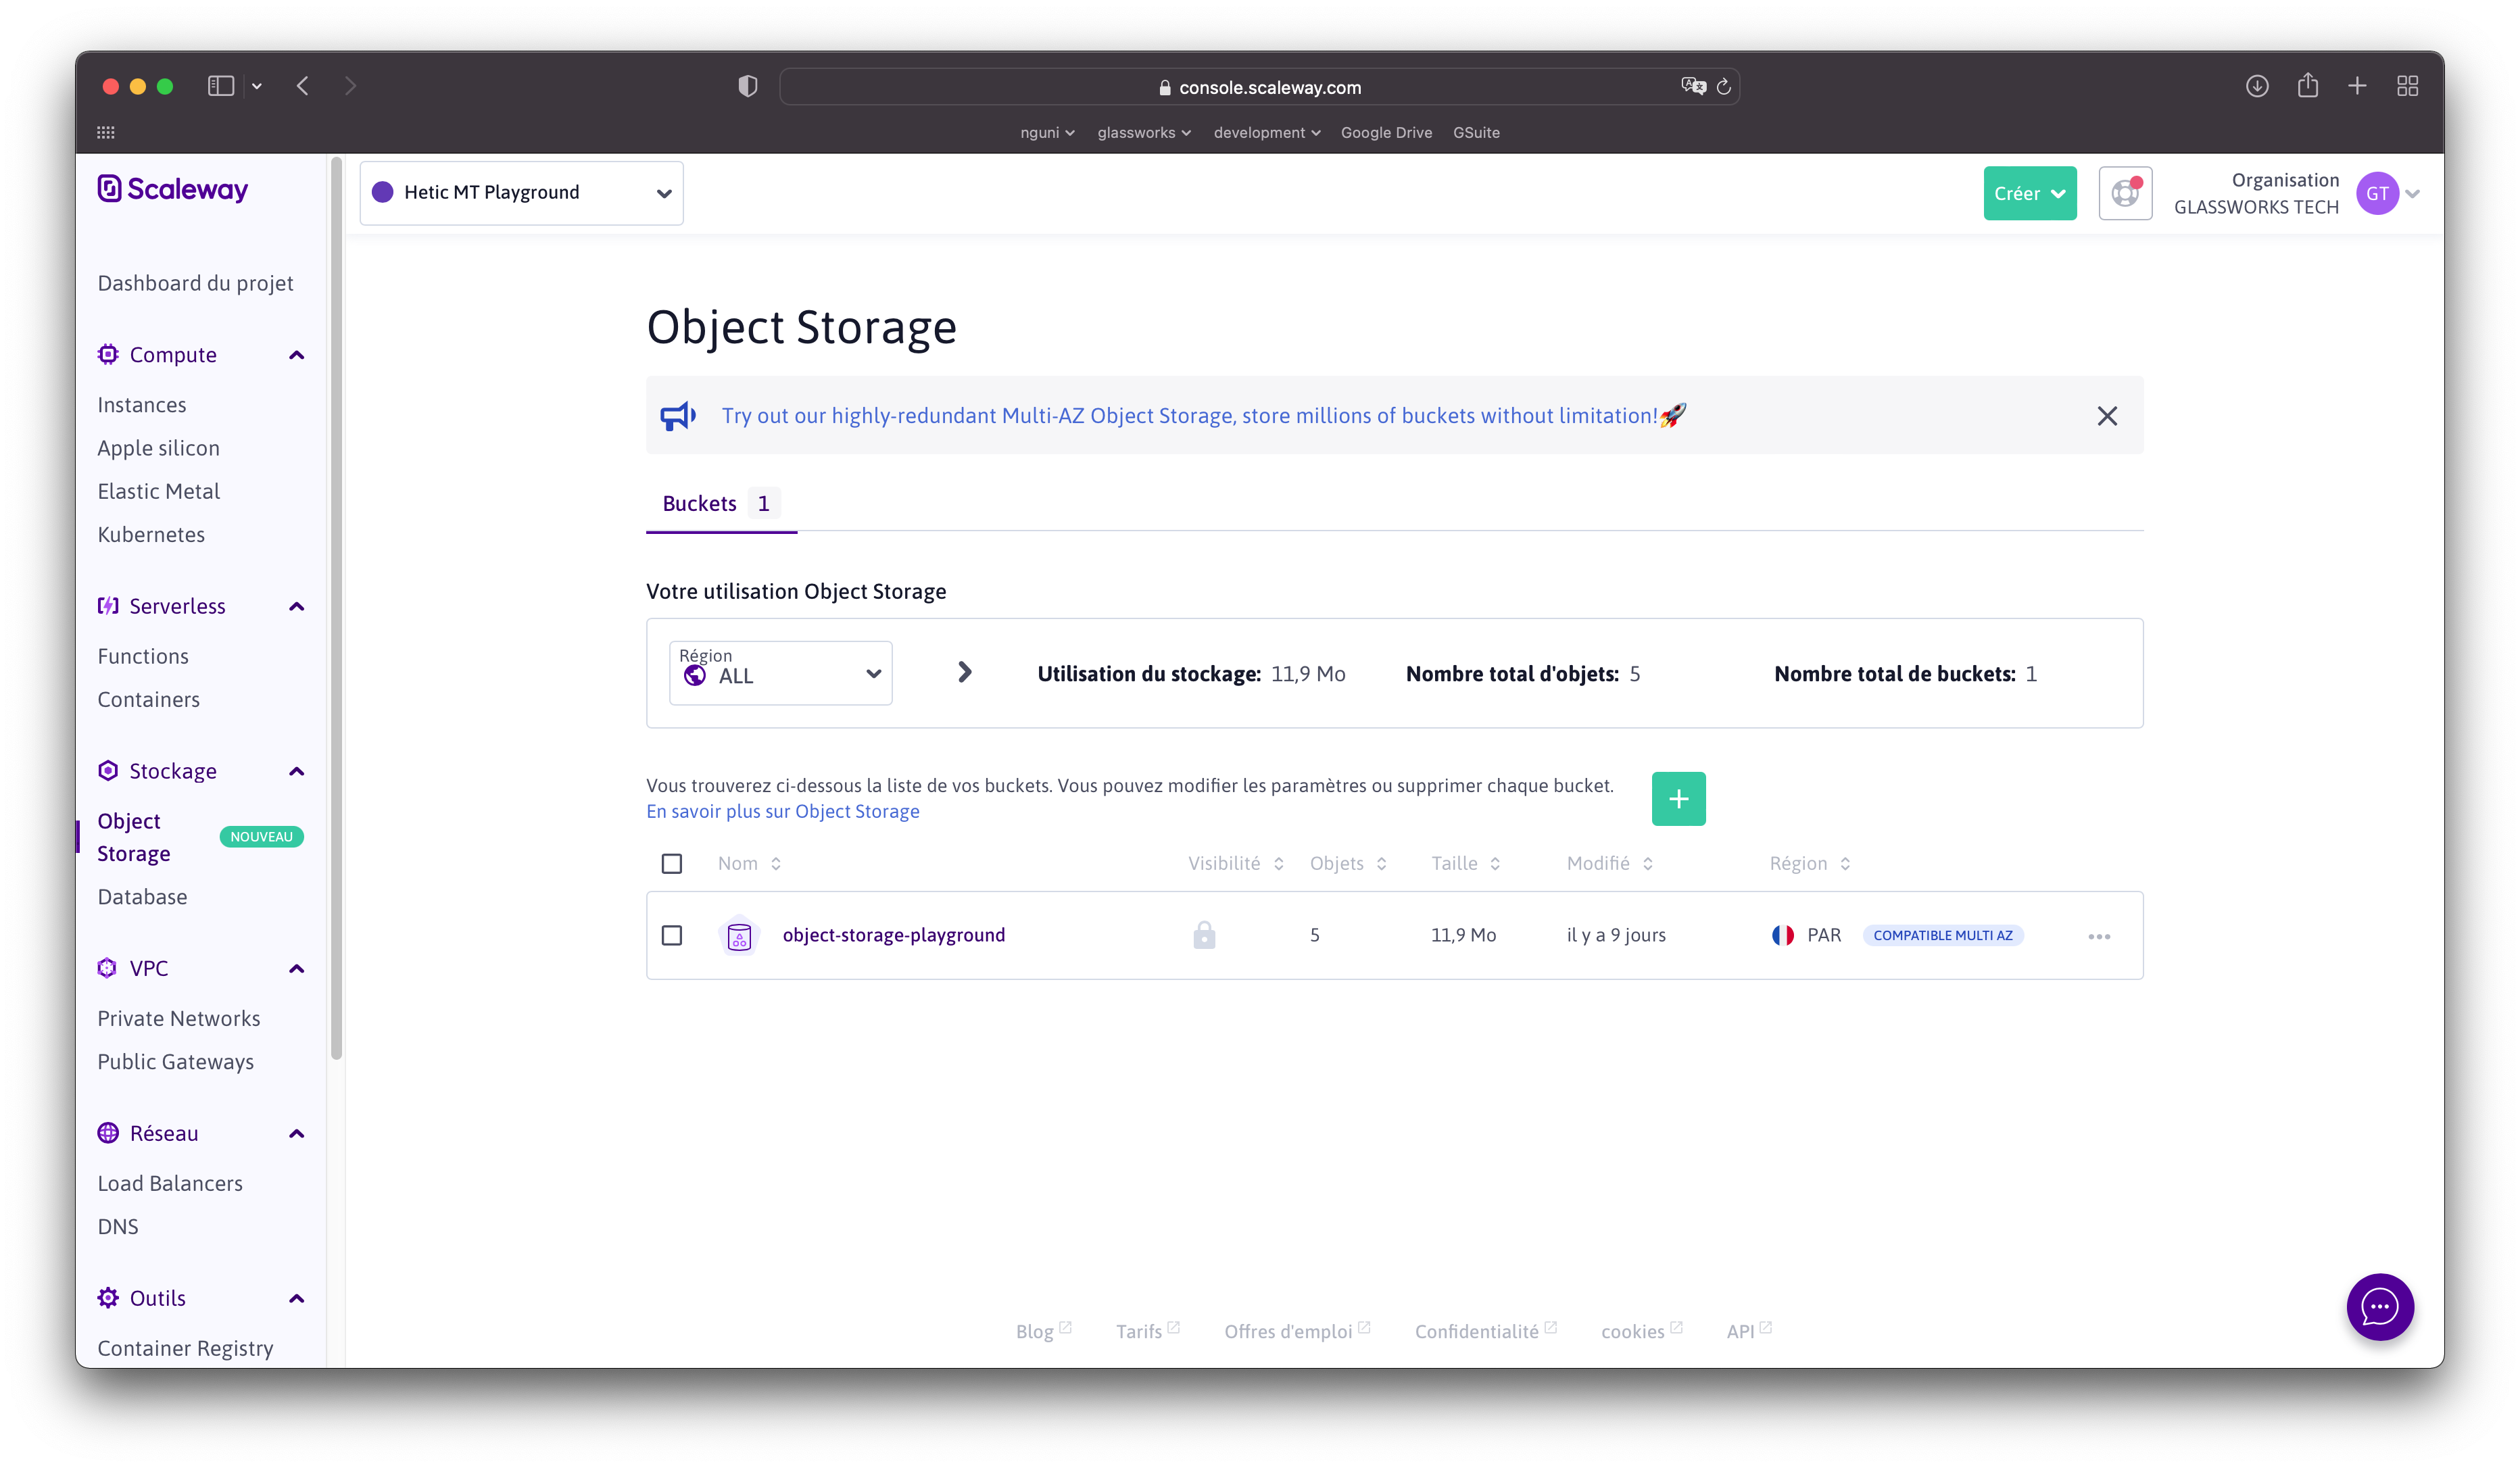 console.scaleway.com
nguni
glassworks
development
Google Drive
GSuite
Scaleway
Hetic MT Playground
Créer
Organisation
GLASSWORKS TECH
GT
Dashboard du projet
Compute
Instances
Apple silicon
Elastic Metal
Kubernetes
Serverless
Functions
Containers
Stockage
Object
Storage
NOUVEAU
Database
VPC
Private Networks
Public Gateways
Réseau
Load Balancers
DNS
Outils
Container Registry
Object Storage
Try out our highly-redundant Multi-AZ Object Storage, store millions of buckets without limitation!🚀
Buckets 1
Votre utilisation Object Storage
Région
ALL
Utilisation du stockage: 11,9 Mo
Nombre total d'objets: 5
Nombre total de buckets: 1
Vous trouverez ci-dessous la liste de vos buckets. Vous pouvez modifier les paramètres ou supprimer chaque bucket.
En savoir plus sur Object Storage
Nom Visibilité Objets Taille Modifié Région
object-storage-playground 5 11,9 Mo il y a 9 jours PAR COMPATIBLE MULTI AZ
Blog Tarifs Offres d'emploi Confidentialité cookies API